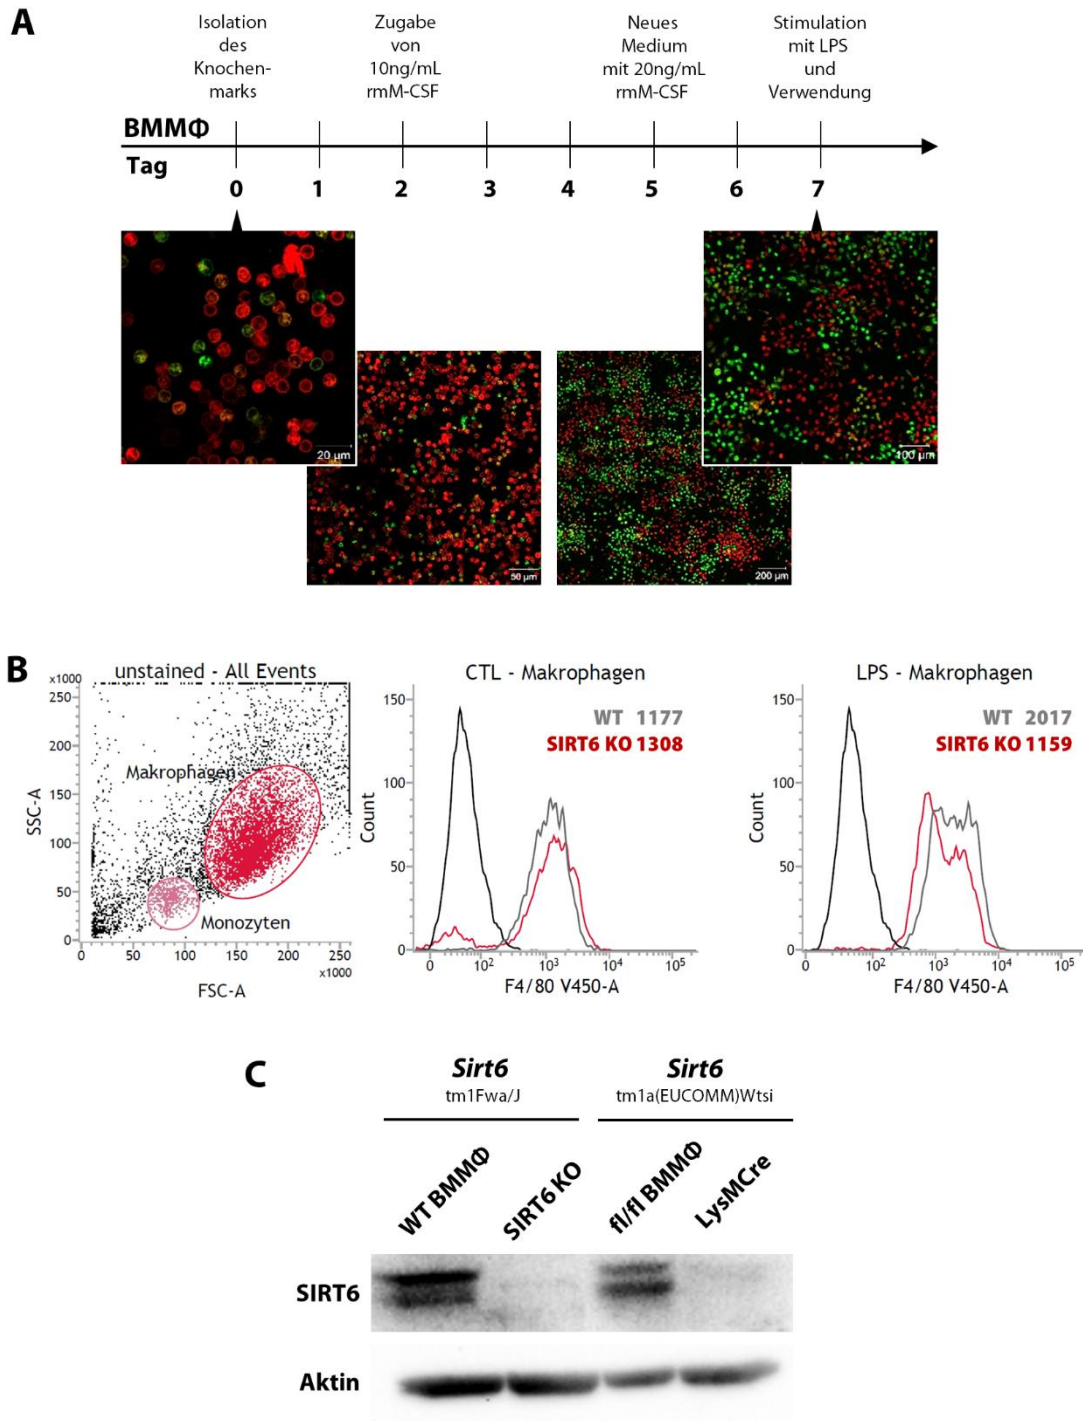 A
Isolation
des
Knochen-
marks
Zugabe
von
10ng/mL
rmM-CSF
Neues
Medium
mit 20ng/mL
rmM-CSF
Stimulation
mit LPS
und
Verwendung
BMMΦ
Tag
0 1 2 3 4 5 6 7
20 µm
50 µm
200 µm
100 µm
B
unstained - All Events
x1000
250
200
150
100
50
0
SSC-A
Makrophagen
Monozyten
0 50 100 150 200 250
x1000
FSC-A
CTL - Makrophagen
WT 1177
SIRT6 KO 1308
150
100
50
0
Count
0 10² 10³ 10⁴ 10⁵
F4/80 V450-A
LPS - Makrophagen
WT 2017
SIRT6 KO 1159
150
100
50
0
Count
0 10² 10³ 10⁴ 10⁵
F4/80 V450-A
C
Sirt6
tm1Fwa/J
Sirt6
tm1a(EUCOMM)Wtsi
WT BMMΦ
SIRT6 KO
fl/fl BMMΦ
LysMCre
SIRT6
Aktin